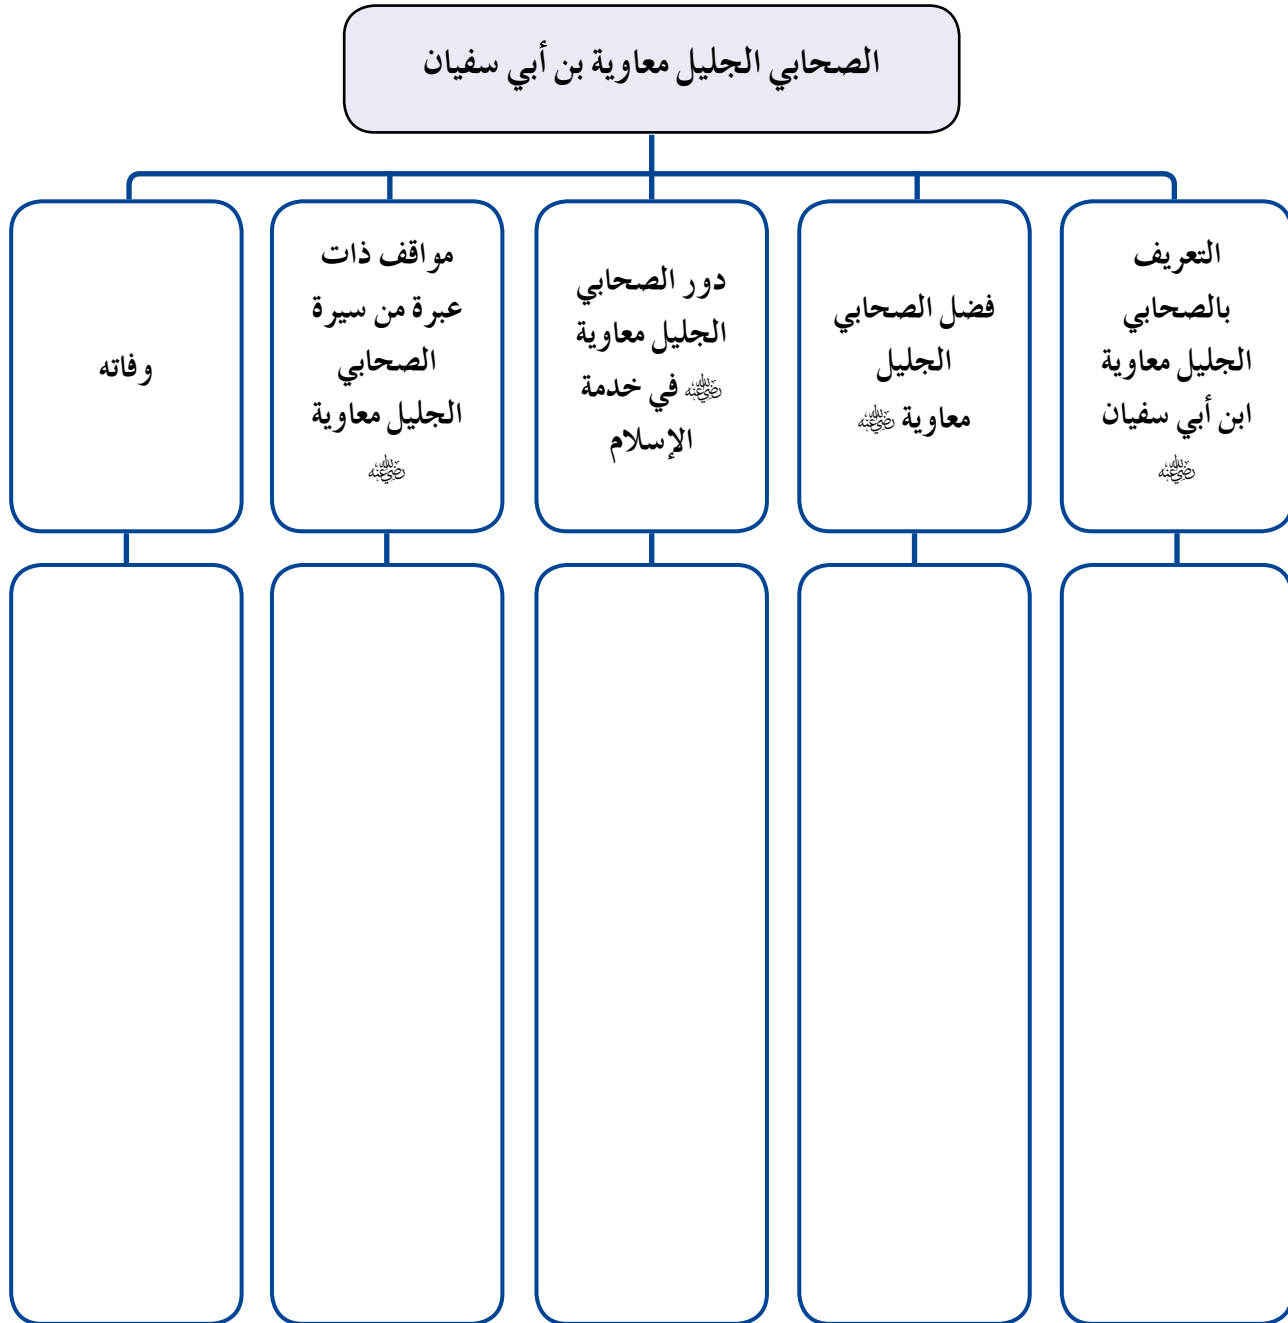 الصحابي الجليل معاوية بن أبي سفيان
التعريف
بالصحابي
الجليل معاوية
ابن أبي سفيان
رضي الله عنه
فضل الصحابي
الجليل
معاوية رضي الله عنه
دور الصحابي
الجليل معاوية
رضي الله عنه في خدمة
الإسلام
مواقف ذات
عبرة من سيرة
الصحابي
الجليل معاوية
رضي الله عنه
وفاته